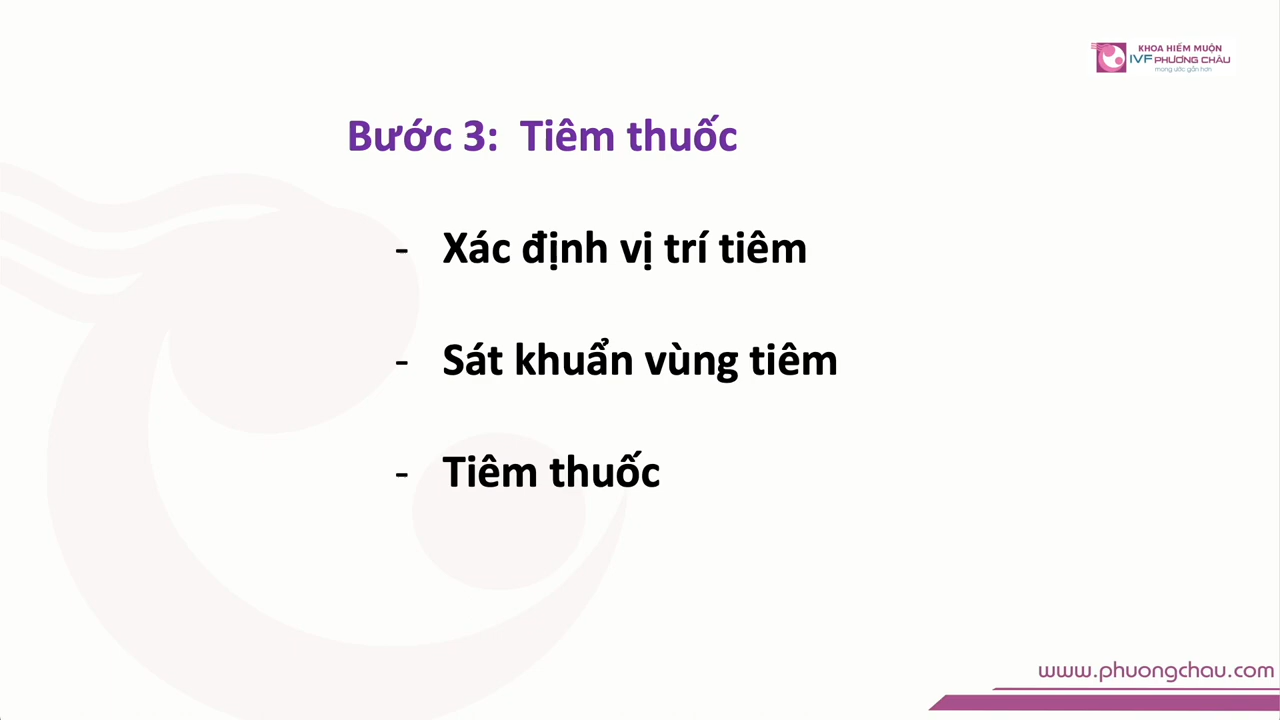 KHOA HIẾM MUỘN
IVF PHƯƠNG CHÂU
mong ước gần hơn
Bước 3: Tiêm thuốc
- Xác định vị trí tiêm
- Sát khuẩn vùng tiêm
- Tiêm thuốc
www.phuongchau.com